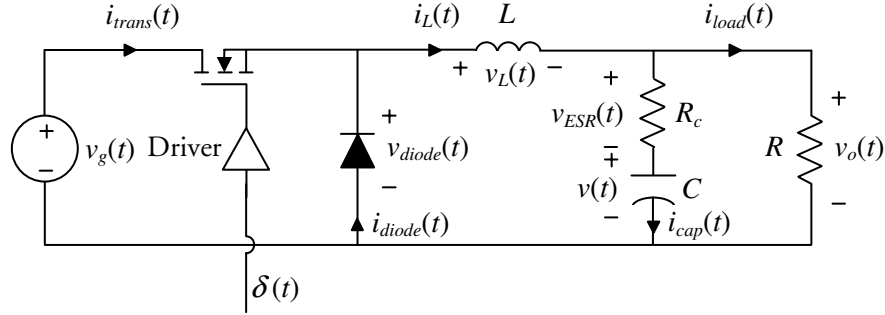 i_trans(t)
i_L(t)
L
i_load(t)
+ v_L(t) −
+
v_g(t)
−
Driver
+
v_diode(t)
−
+
v_ESR(t)
−
R_c
+
v(t)
−
C
R
+
v_o(t)
−
i_diode(t)
i_cap(t)
δ(t)